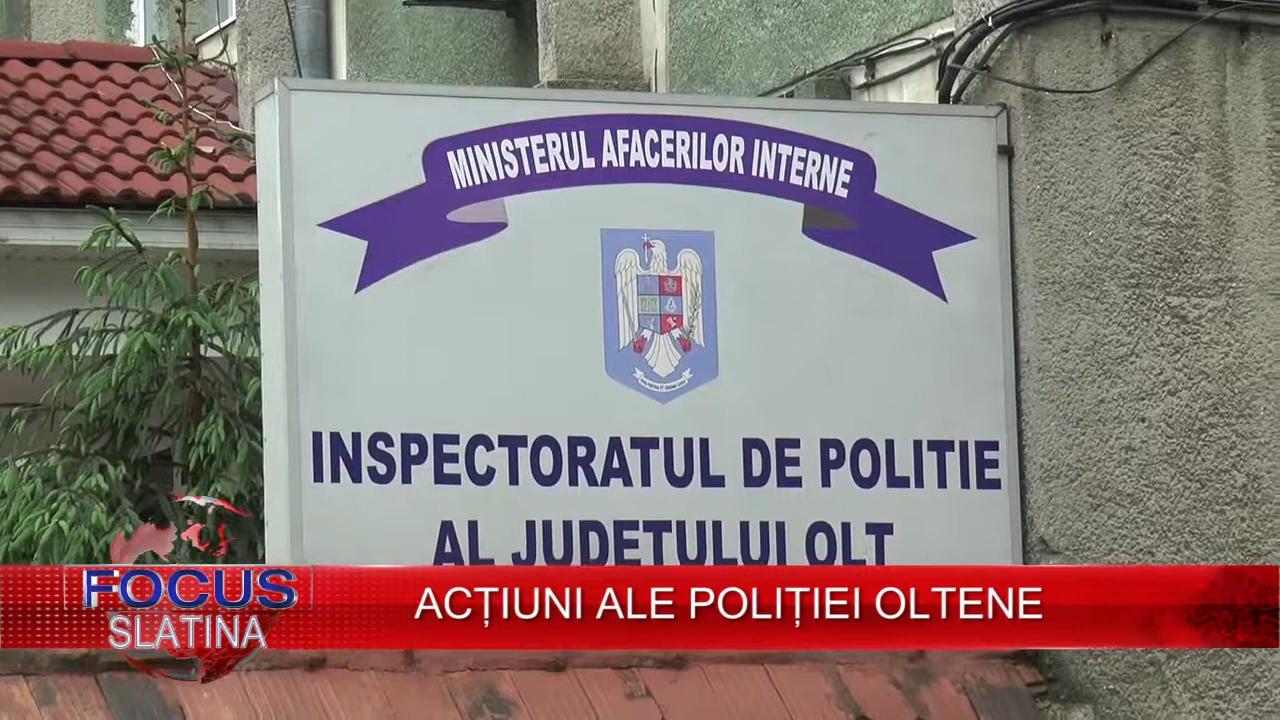 MINISTERUL AFACERILOR INTERNE
INSPECTORATUL DE POLITIE
AL JUDETULUI OLT
FOCUS
SLATINA
ACȚIUNI ALE POLIȚIEI OLTENE